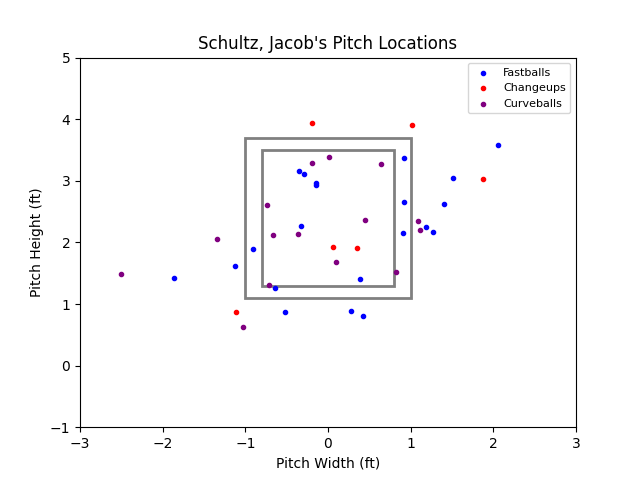 Schultz, Jacob's Pitch Locations
Fastballs
Changeups
Curveballs
5
4
3
2
1
0
−1
Pitch Height (ft)
−3
−2
−1
0
1
2
3
Pitch Width (ft)